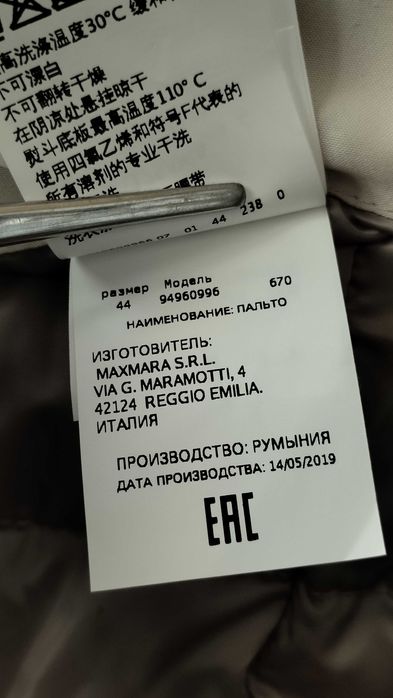 高洗涤温度30°C 缓和
不可漂白
不可翻转干燥
在阴凉处悬挂晾干
熨斗底板最高温度110°C
使用四氯乙烯和符号F代表的
所有溶剂的专业干洗
01 44 238 0
размер Модель 670
44 94960996
НАИМЕНОВАНИЕ: ПАЛЬТО
ИЗГОТОВИТЕЛЬ:
MAXMARA S.R.L.
VIA G. MARAMOTTI, 4
42124 REGGIO EMILIA.
ИТАЛИЯ
ПРОИЗВОДСТВО: РУМЫНИЯ
ДАТА ПРОИЗВОДСТВА: 14/05/2019
EAC